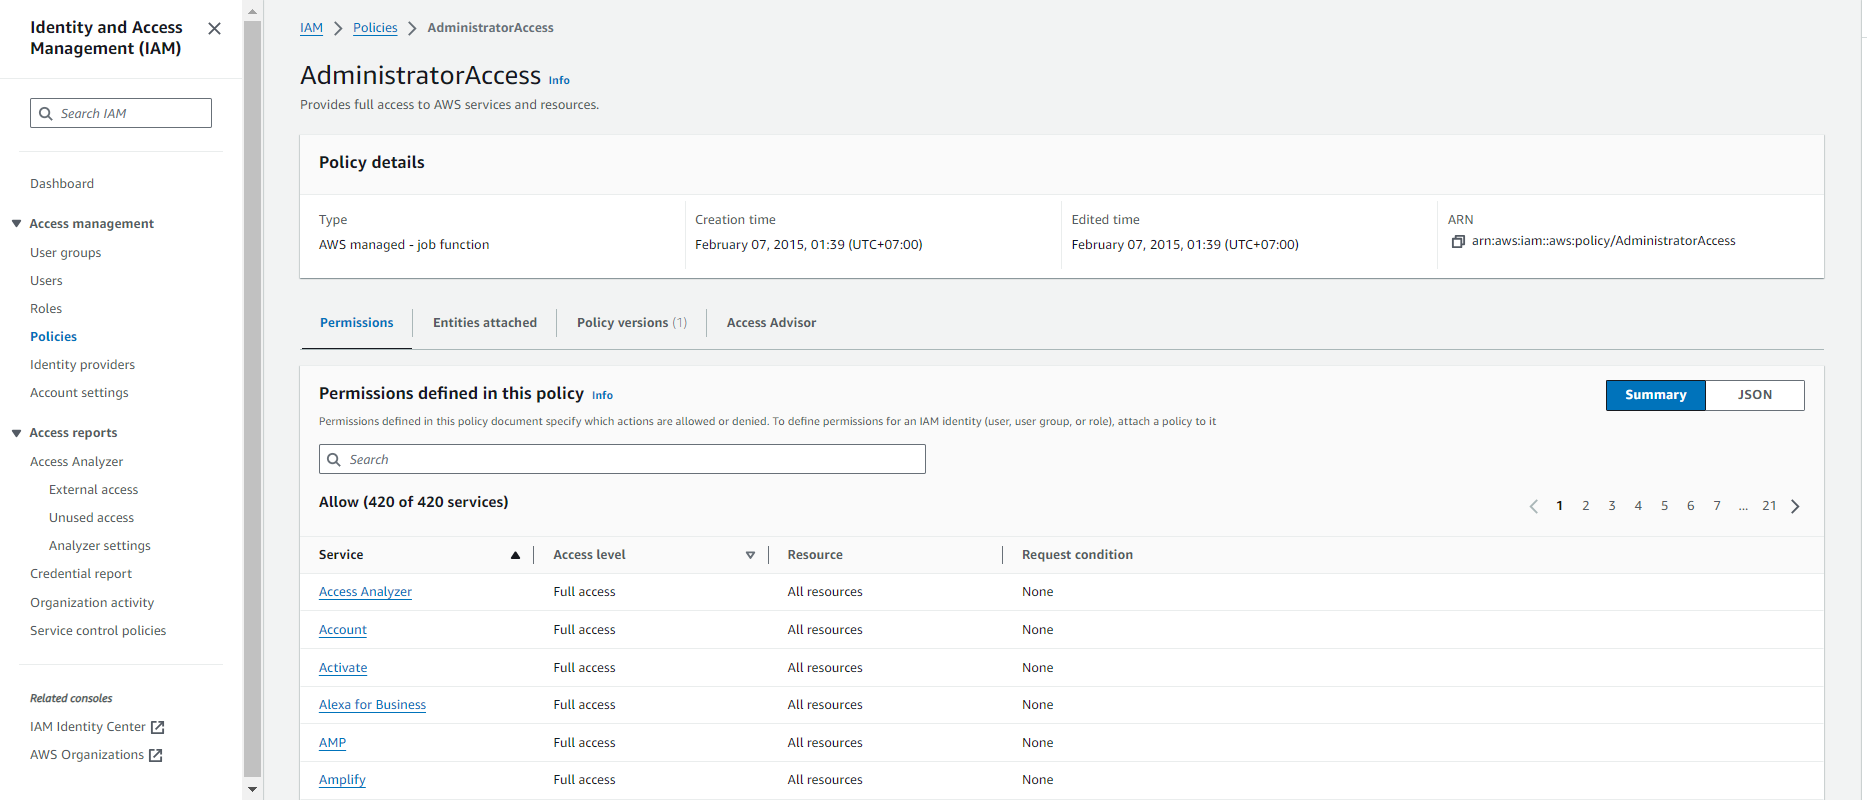 Identity and Access
Management (IAM)
Search IAM
Dashboard
Access management
User groups
Users
Roles
Policies
Identity providers
Account settings
Access reports
Access Analyzer
External access
Unused access
Analyzer settings
Credential report
Organization activity
Service control policies
Related consoles
IAM Identity Center
AWS Organizations
IAM Policies AdministratorAccess
AdministratorAccess Info
Provides full access to AWS services and resources.
Policy details
Type Creation time Edited time ARN
AWS managed - job function February 07, 2015, 01:39 (UTC+07:00) February 07, 2015, 01:39 (UTC+07:00) arn:aws:iam::aws:policy/AdministratorAccess
Permissions Entities attached Policy versions (1) Access Advisor
Permissions defined in this policy Info Summary JSON
Permissions defined in this policy document specify which actions are allowed or denied. To define permissions for an IAM identity (user, user group, or role), attach a policy to it
Search
Allow (420 of 420 services) 1 2 3 4 5 6 7 ... 21
Service Access level Resource Request condition
Access Analyzer Full access All resources None
Account Full access All resources None
Activate Full access All resources None
Alexa for Business Full access All resources None
AMP Full access All resources None
Amplify Full access All resources None